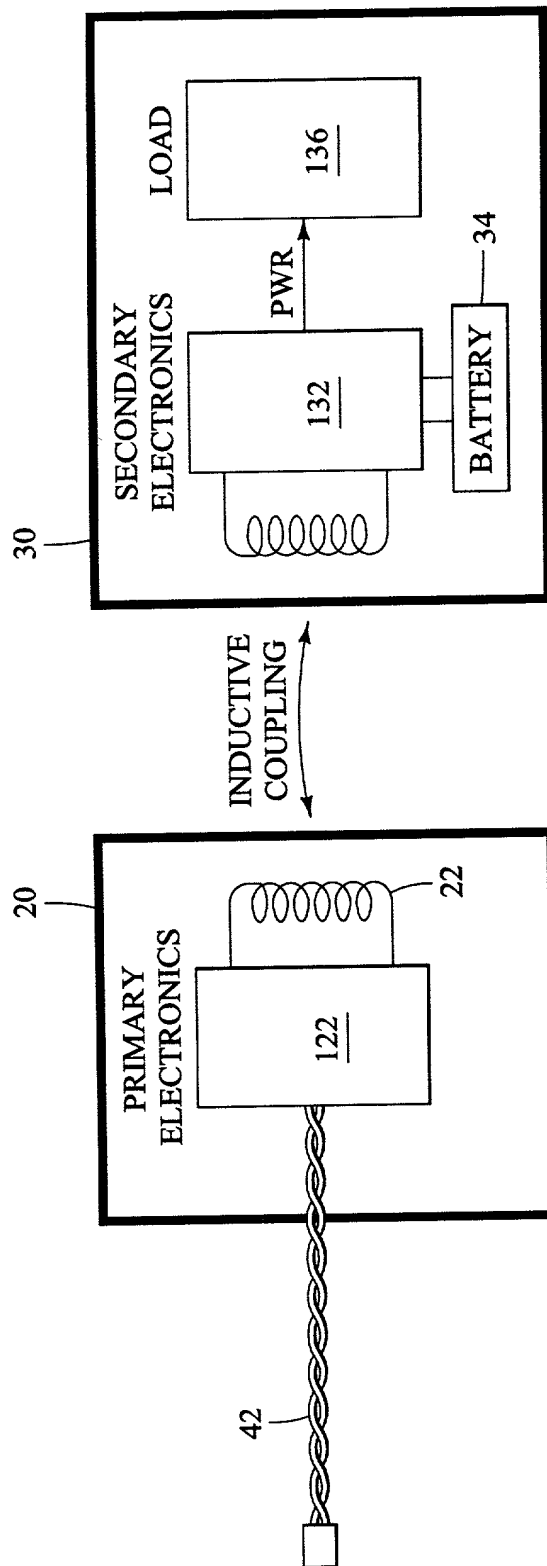 20
PRIMARY
ELECTRONICS
122
22
42
INDUCTIVE
COUPLING
30
SECONDARY
ELECTRONICS
132
PWR
LOAD
136
BATTERY
34